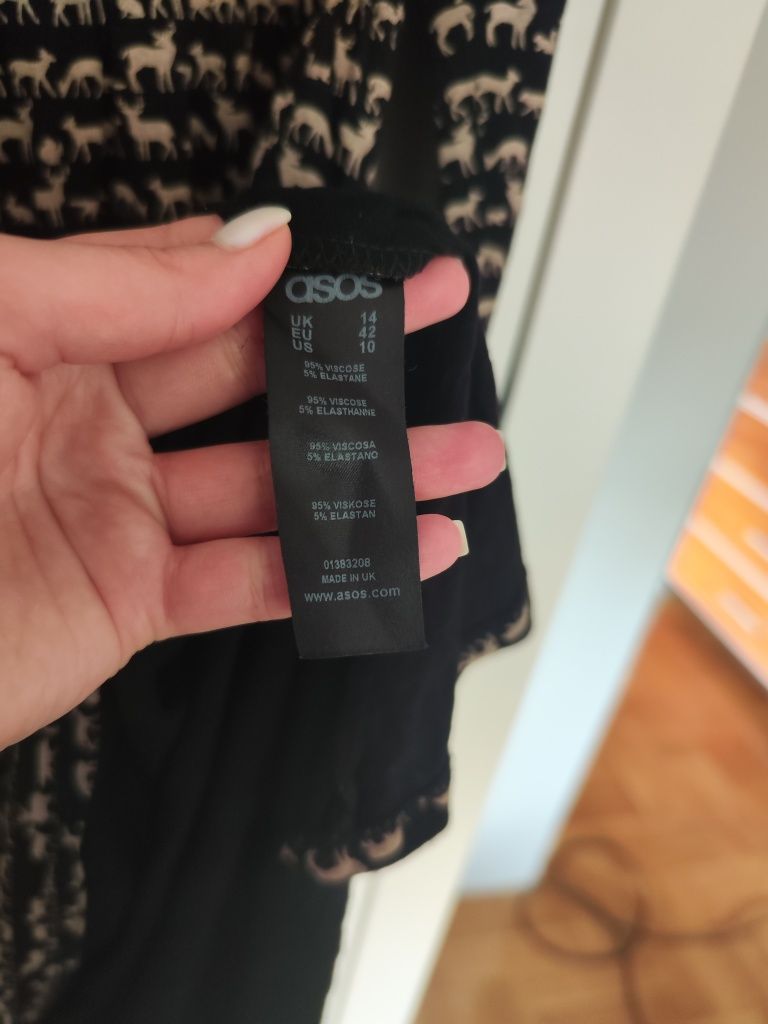 asos
UK 14
EU 42
US 10
95% VISCOSE
5% ELASTANE
95% VISCOSE
5% ELASTHANNE
95% VISCOSA
5% ELASTANO
95% VISKOSE
5% ELASTAN
01383208
MADE IN UK
www.asos.com